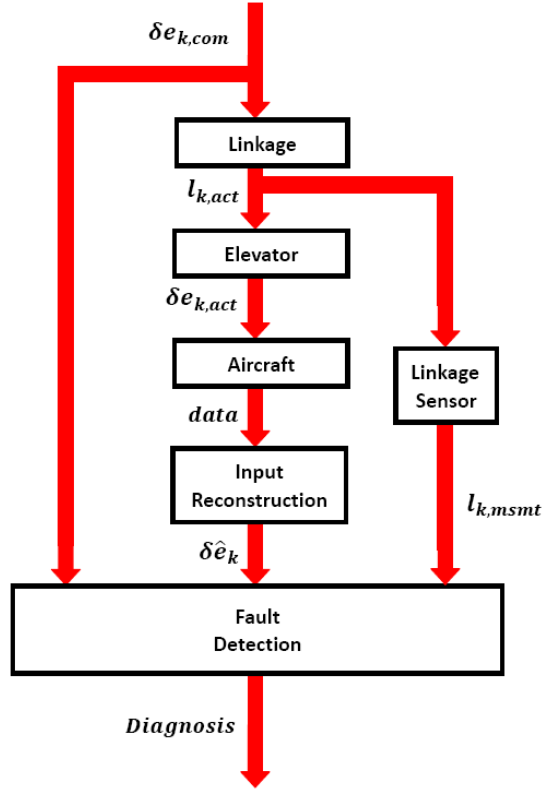 δe_{k,com}
Linkage
l_{k,act}
Elevator
δe_{k,act}
Aircraft
Linkage
Sensor
data
Input
Reconstruction
l_{k,msmt}
δê_k
Fault
Detection
Diagnosis